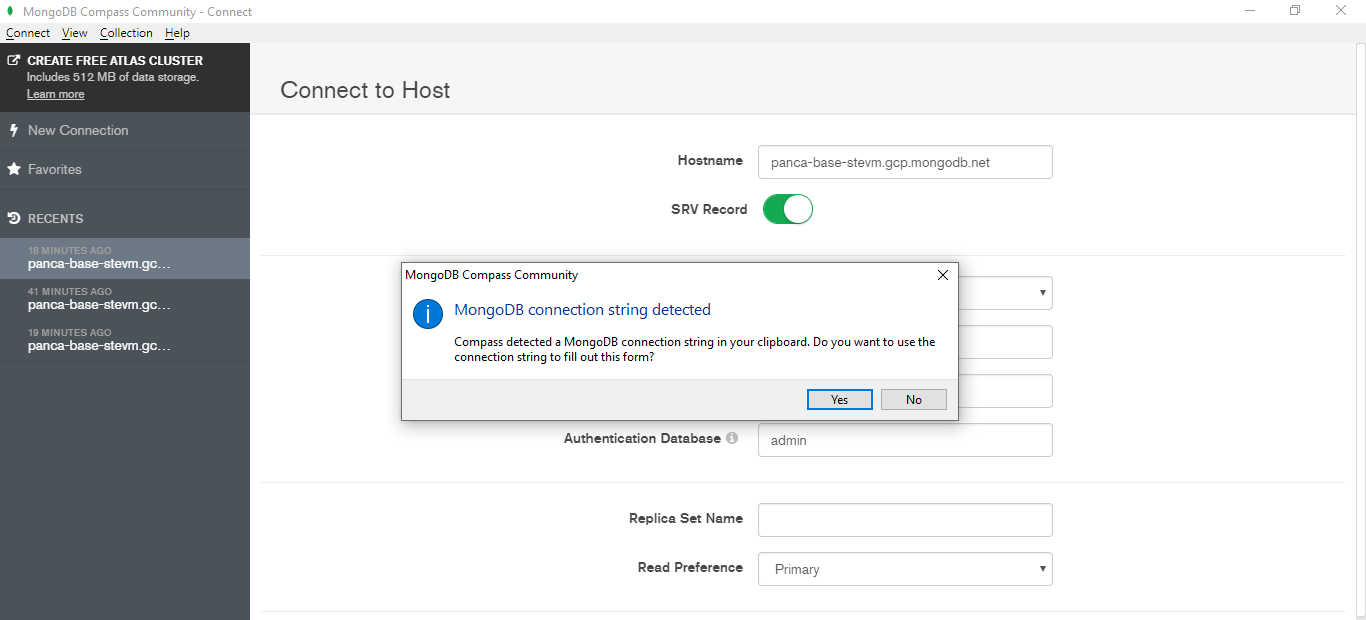 MongoDB Compass Community - Connect
Connect View Collection Help
CREATE FREE ATLAS CLUSTER
Includes 512 MB of data storage.
Learn more
New Connection
Favorites
RECENTS
18 MINUTES AGO
panca-base-stevm.gc...
41 MINUTES AGO
panca-base-stevm.gc...
19 MINUTES AGO
panca-base-stevm.gc...
Connect to Host
Hostname panca-base-stevm.gcp.mongodb.net
SRV Record
MongoDB Compass Community
MongoDB connection string detected
Compass detected a MongoDB connection string in your clipboard. Do you want to use the
connection string to fill out this form?
Yes No
Authentication Database admin
Replica Set Name
Read Preference Primary